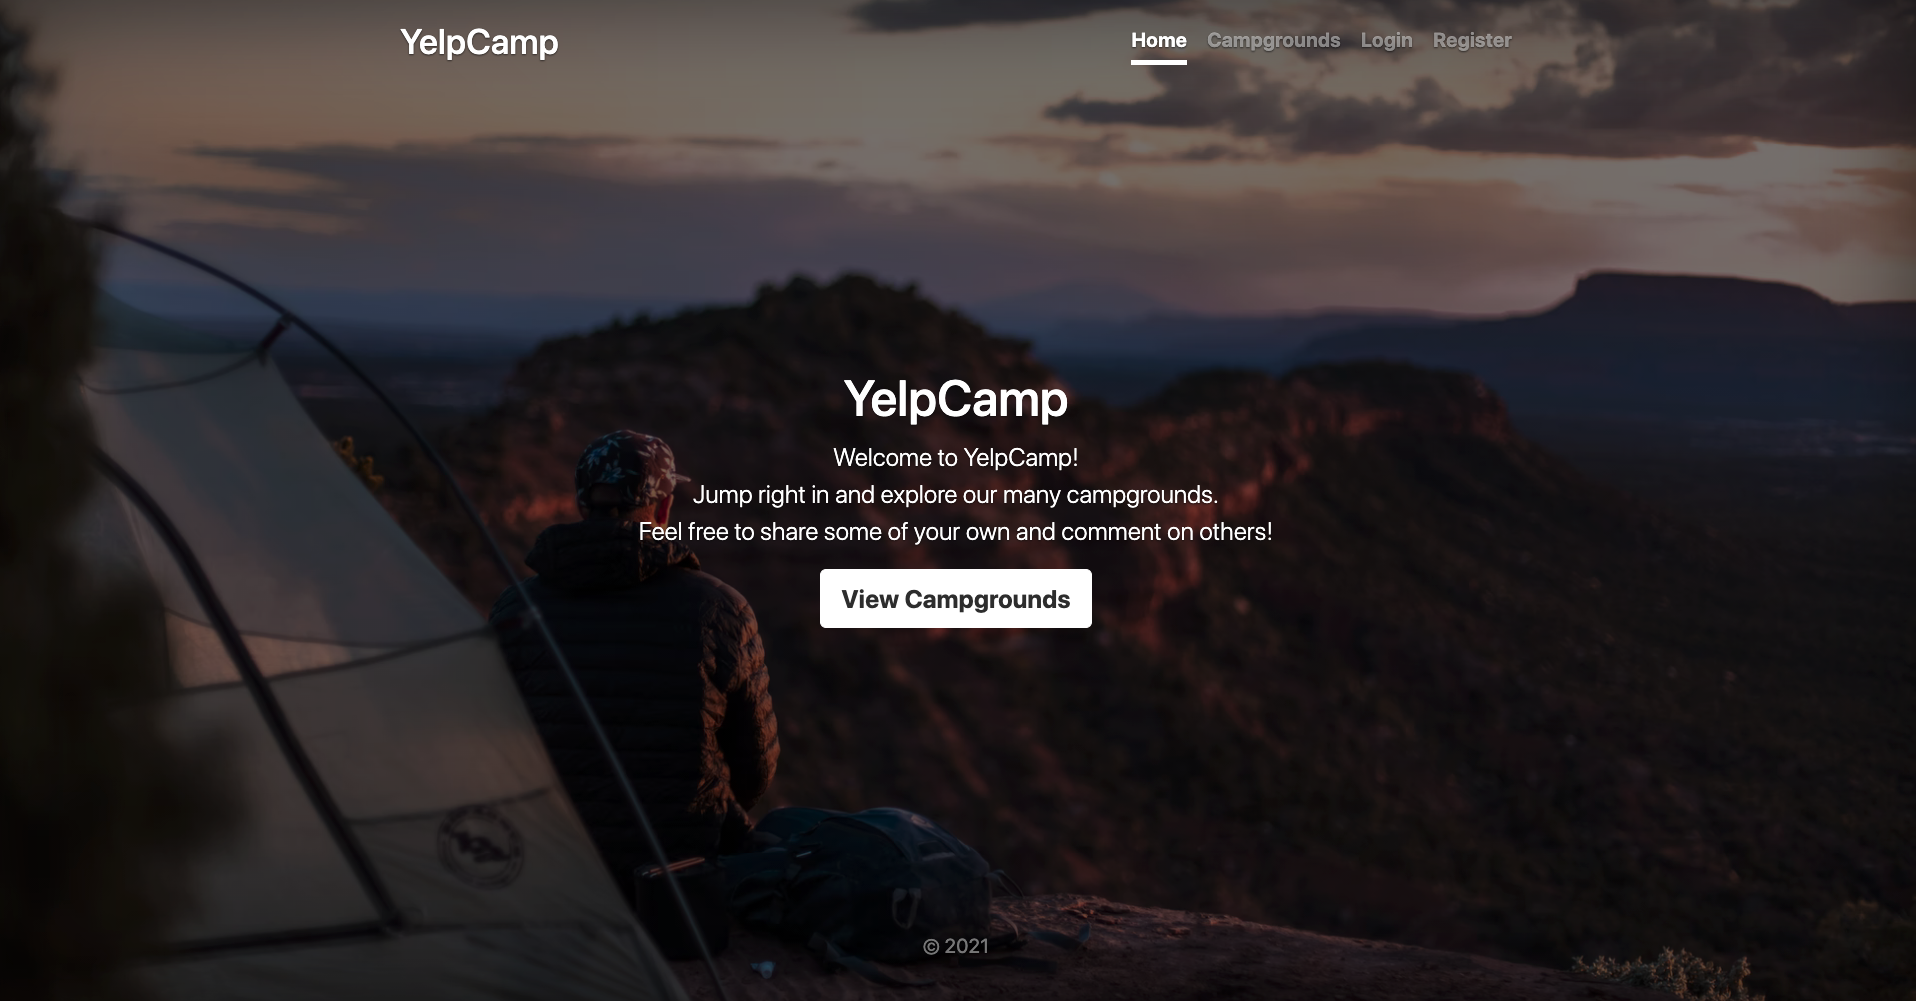 YelpCamp
Home Campgrounds Login Register
YelpCamp
Welcome to YelpCamp!
Jump right in and explore our many campgrounds.
Feel free to share some of your own and comment on others!
View Campgrounds
© 2021